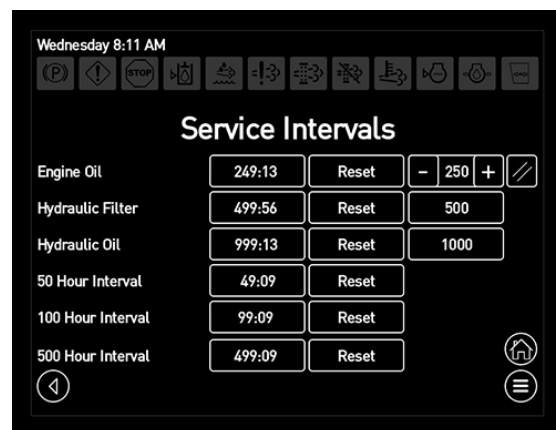 Wednesday 8:11 AM
(P) STOP
Service Intervals
Engine Oil 249:13 Reset - 250 +
Hydraulic Filter 499:56 Reset 500
Hydraulic Oil 999:13 Reset 1000
50 Hour Interval 49:09 Reset
100 Hour Interval 99:09 Reset
500 Hour Interval 499:09 Reset